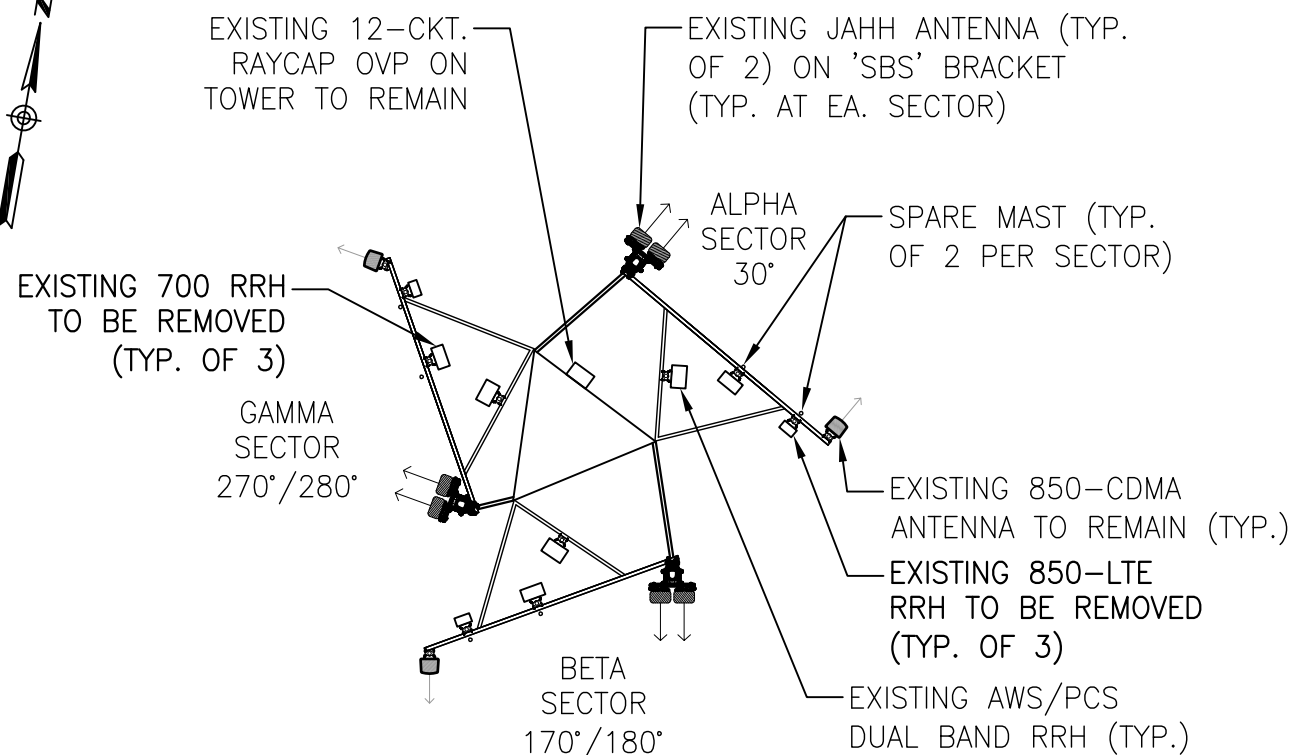 N
EXISTING 12-CKT.
RAYCAP OVP ON
TOWER TO REMAIN
EXISTING JAHH ANTENNA (TYP.
OF 2) ON 'SBS' BRACKET
(TYP. AT EA. SECTOR)
ALPHA
SECTOR
30°
SPARE MAST (TYP.
OF 2 PER SECTOR)
EXISTING 700 RRH
TO BE REMOVED
(TYP. OF 3)
GAMMA
SECTOR
270°/280°
EXISTING 850-CDMA
ANTENNA TO REMAIN (TYP.)
EXISTING 850-LTE
RRH TO BE REMOVED
(TYP. OF 3)
BETA
SECTOR
170°/180°
EXISTING AWS/PCS
DUAL BAND RRH (TYP.)